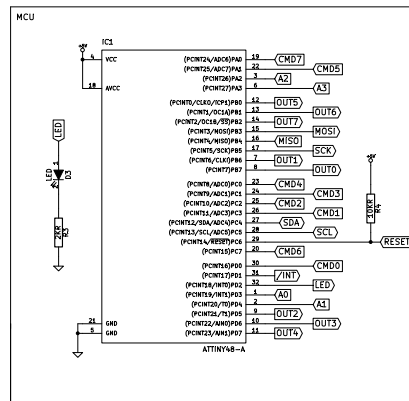 MCU
IC1
+5V
4 VCC (PCINT24/ADC6)PA0 19 CMD7
(PCINT25/ADC7)PA1 22 CMD5
(PCINT26)PA2 3 A2
18 AVCC (PCINT27)PA3 6 A3
(PCINT0/CLKO/ICP1)PB0 12 OUT5
(PCINT1/OC1A)PB1 13 OUT6
(PCINT2/OC1B/SS)PB2 14 OUT7
(PCINT3/MOSI)PB3 15 MOSI
(PCINT4/MISO)PB4 16 MISO
(PCINT5/SCK)PB5 17 SCK
(PCINT6/CLKI)PB6 7 OUT1
(PCINT7)PB7 8 OUT0
(PCINT8/ADC0)PC0 23 CMD4
(PCINT9/ADC1)PC1 24 CMD3
(PCINT10/ADC2)PC2 25 CMD2
(PCINT11/ADC3)PC3 26 CMD1
(PCINT12/SDA/ADC4)PC4 27 SDA
(PCINT13/SCL/ADC5)PC5 28 SCL
(PCINT14/RESET)PC6 29 RESET
(PCINT15)PC7 20 CMD6
(PCINT16)PD0 30 CMD0
(PCINT17)PD1 31 /INT
(PCINT18/INT0)PD2 32 LED
(PCINT19/INT1)PD3 1 A0
(PCINT20/T0)PD4 2 A1
(PCINT21/T1)PD5 9 OUT2
21 GND (PCINT22/AIN0)PD6 10 OUT3
5 GND (PCINT23/AIN1)PD7 11 OUT4
ATTINY48-A
LED
1
LED
D3
2KR
R3
+5V
10KR
R4